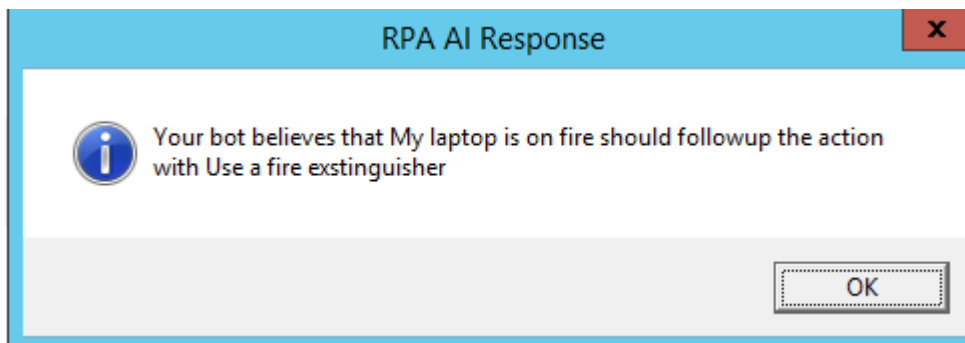 RPA AI Response
x
Your bot believes that My laptop is on fire should followup the action
with Use a fire exstinguisher
OK